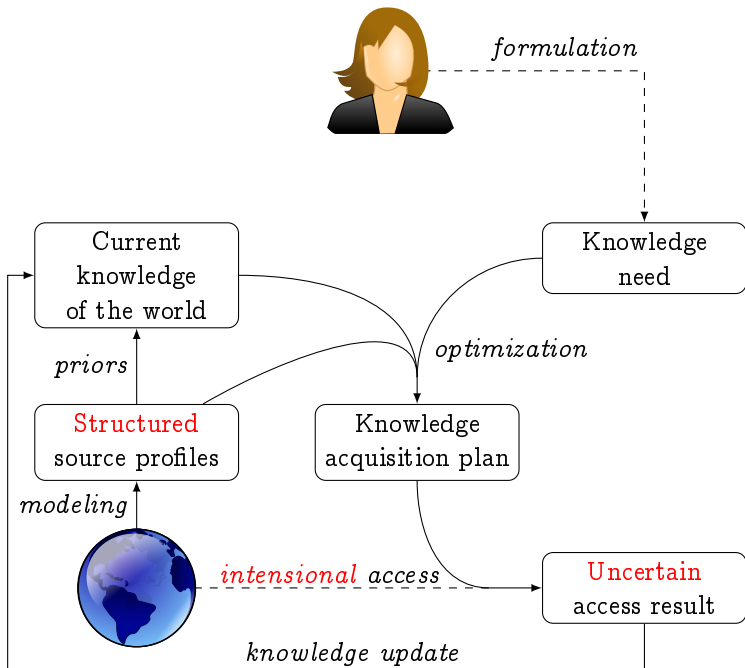 formulation
Current
knowledge
of the world
Knowledge
need
optimization
priors
Structured
source profiles
Knowledge
acquisition plan
modeling
intensional access
Uncertain
access result
knowledge update